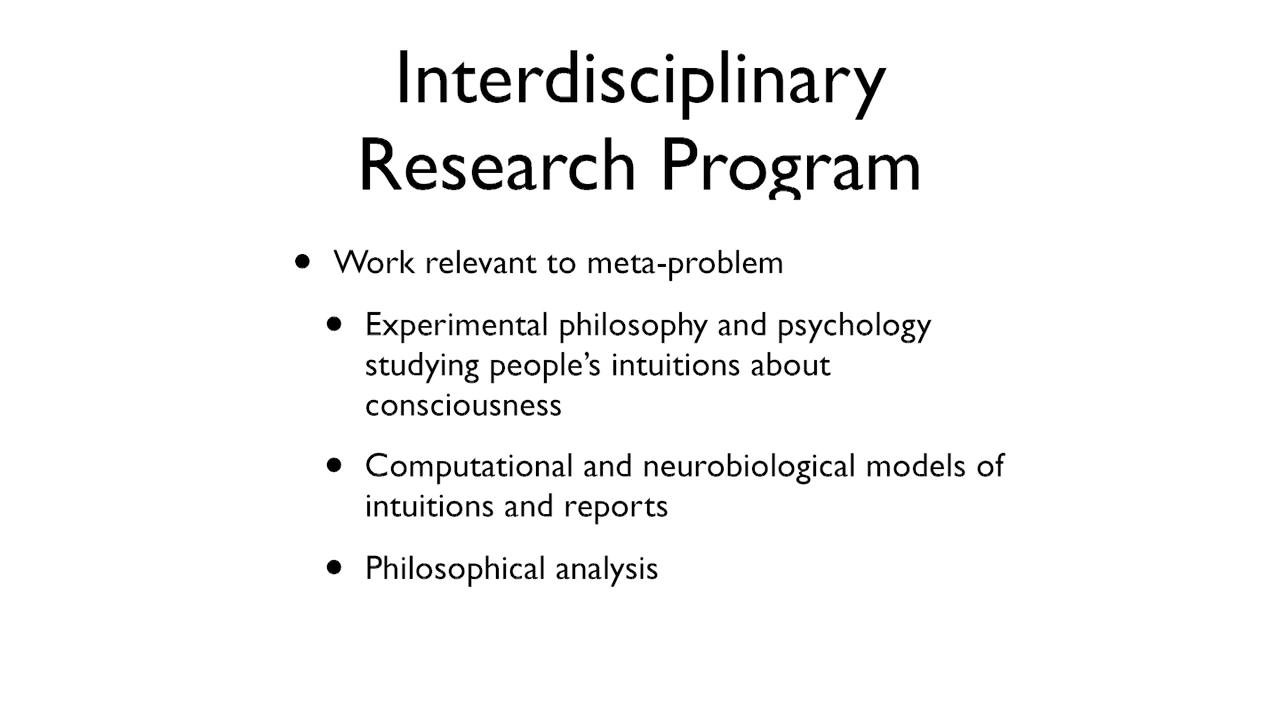 Interdisciplinary
Research Program
• Work relevant to meta-problem
• Experimental philosophy and psychology
studying people’s intuitions about
consciousness
• Computational and neurobiological models of
intuitions and reports
• Philosophical analysis